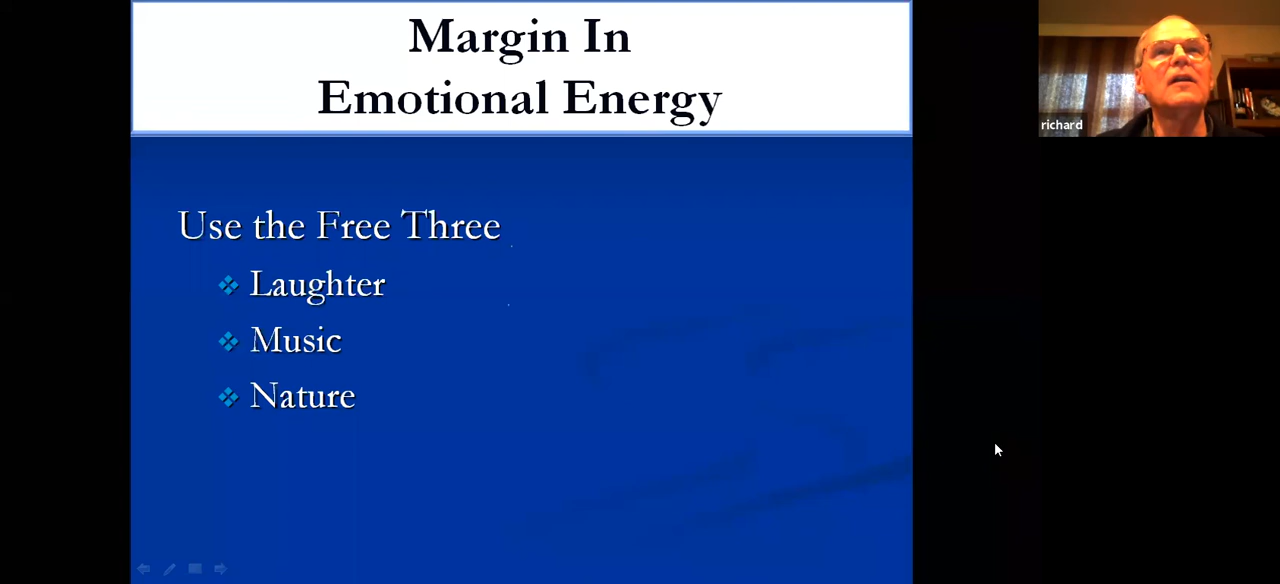 Margin In
Emotional Energy
richard
Use the Free Three
Laughter
Music
Nature